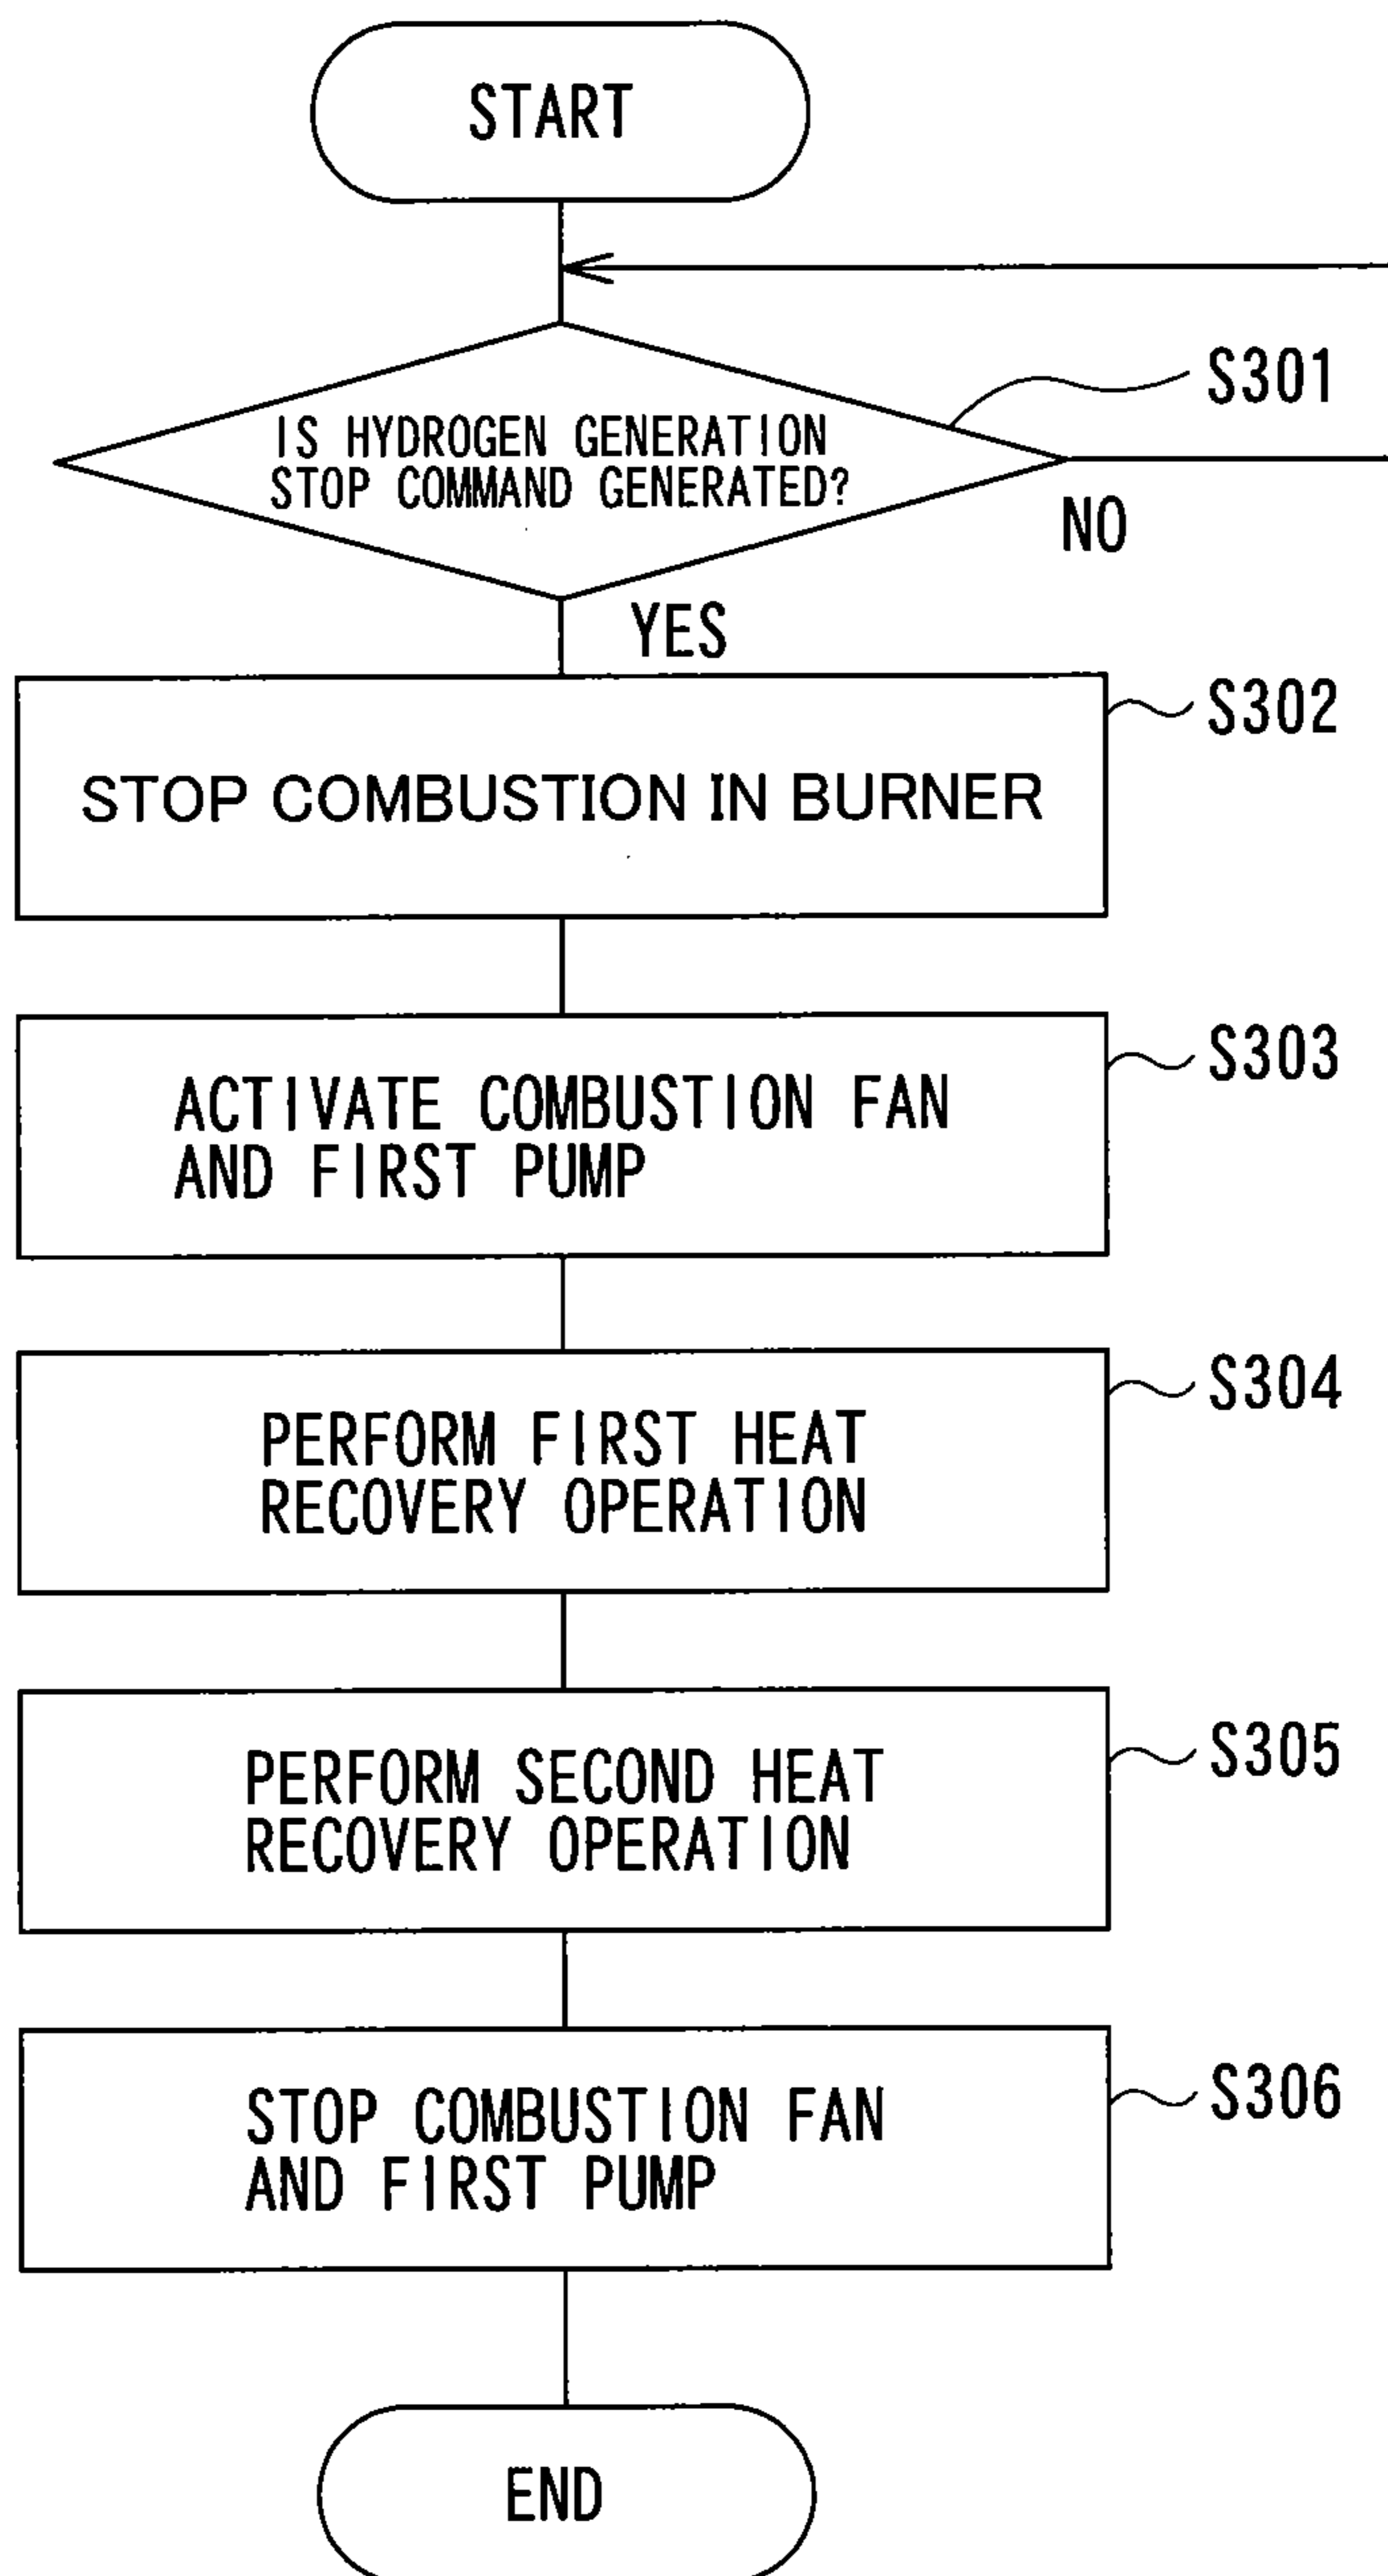 START
IS HYDROGEN GENERATION
STOP COMMAND GENERATED?
S301
NO
YES
S302
STOP COMBUSTION IN BURNER
S303
ACTIVATE COMBUSTION FAN
AND FIRST PUMP
S304
PERFORM FIRST HEAT
RECOVERY OPERATION
S305
PERFORM SECOND HEAT
RECOVERY OPERATION
S306
STOP COMBUSTION FAN
AND FIRST PUMP
END